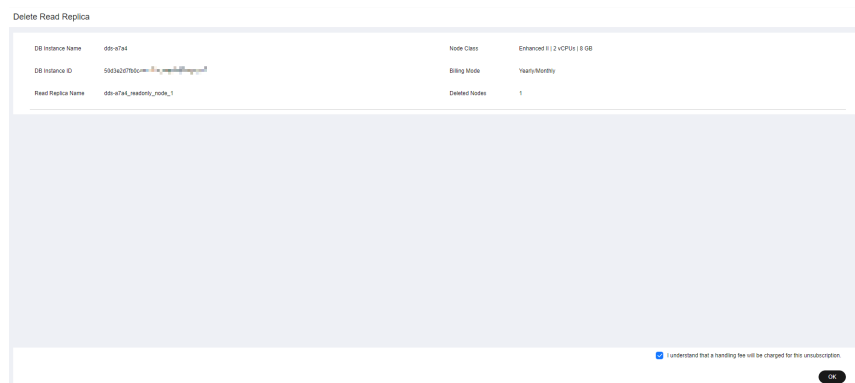 Delete Read Replica
DB Instance Name dds-a7a4 Node Class Enhanced II | 2 vCPUs | 8 GB
DB Instance ID 59d3e2d7fb0c Billing Mode Yearly/Monthly
Read Replica Name dds-a7a4_readonly_node_1 Deleted Nodes 1
I understand that a handling fee will be charged for this unsubscription.
OK